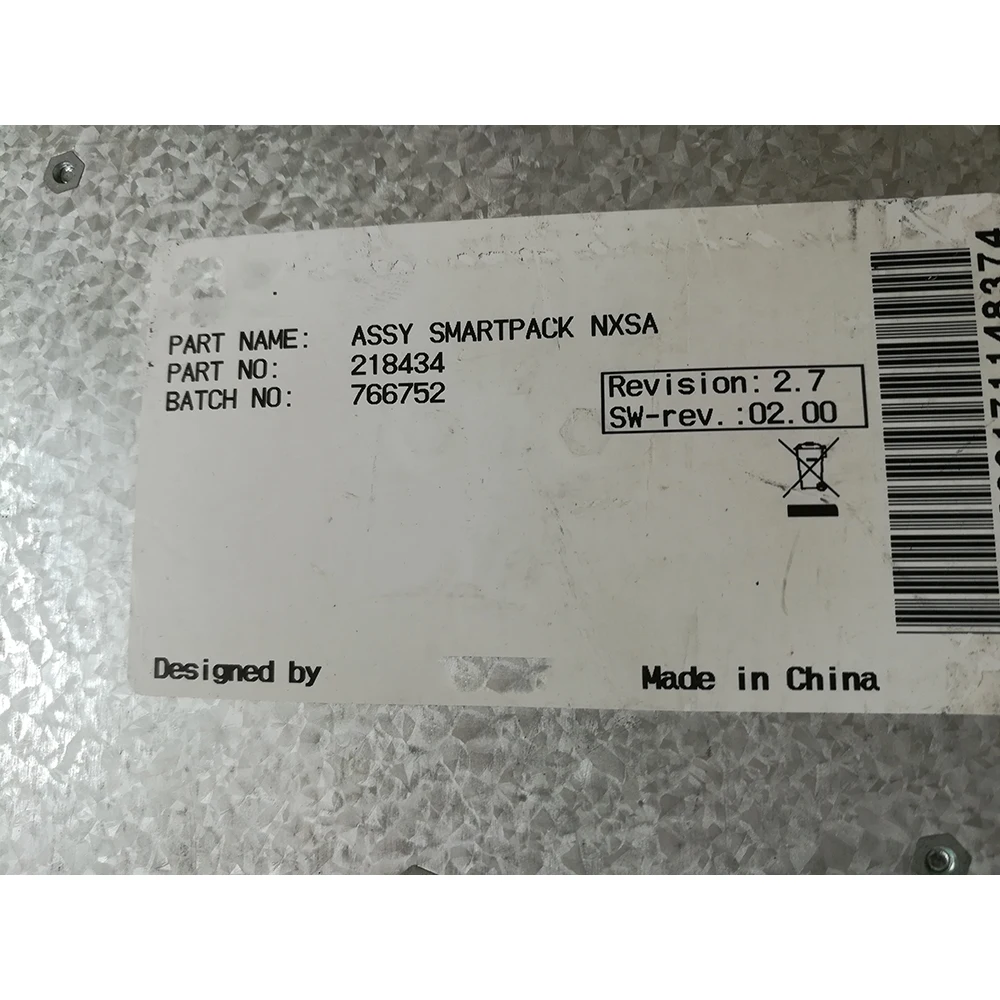 PART NAME: ASSY SMARTPACK NXSA
PART NO: 218434
BATCH NO: 766752
Revision: 2.7
SW-rev. :02.00
Designed by
Made in China